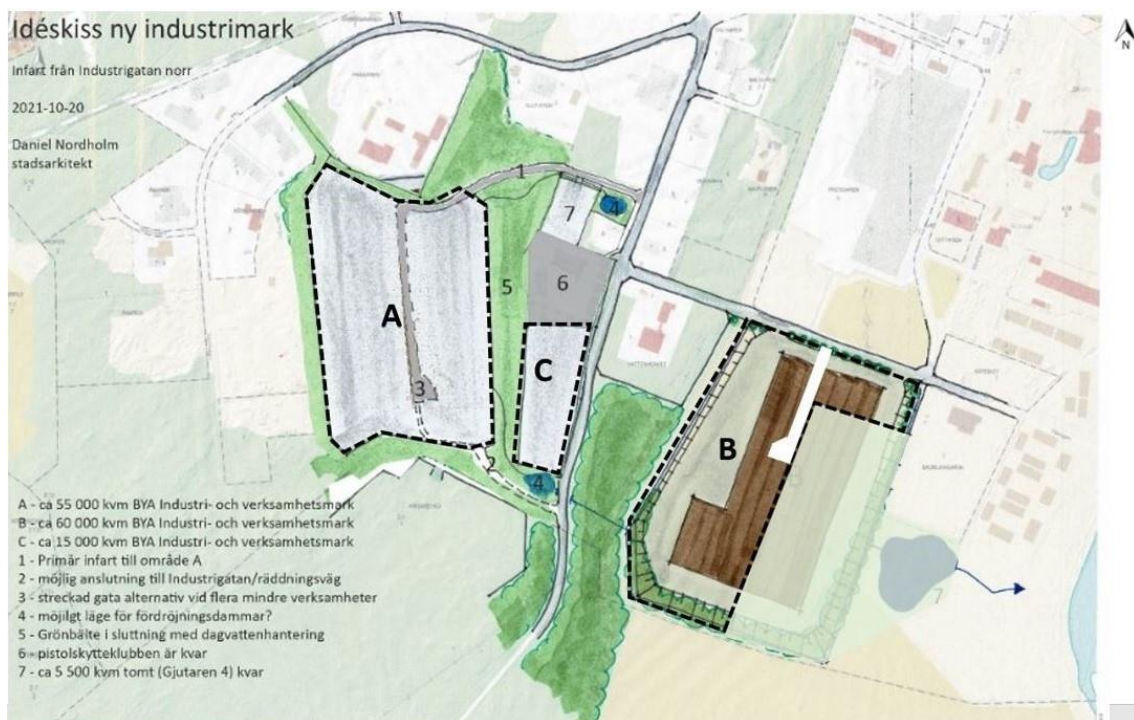 Idéskiss ny industrimark
Infart från Industrigatan norr
2021-10-20
Daniel Nordholm
stadsarkitekt
N
1
7
4
6
5
A
C
3
2
B
4
7
A - ca 55 000 kvm BYA Industri- och verksamhetsmark
B - ca 60 000 kvm BYA Industri- och verksamhetsmark
C - ca 15 000 kvm BYA Industri- och verksamhetsmark
1 - Primär infart till område A
2 - möjlig anslutning till Industrigatan/räddningsväg
3 - streckad gata alternativ vid flera mindre verksamheter
4 - möjilgt läge för fördröjningsdammar?
5 - Grönbälte i sluttning med dagvattenhantering
6 - pistolskytteklubben är kvar
7 - ca 5 500 kvm tomt (Gjutaren 4) kvar